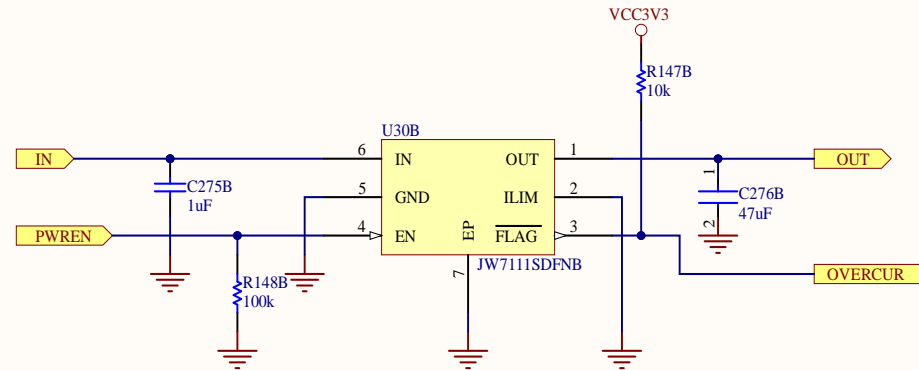 VCC3V3
R147B
10k
U30B
IN
6
IN
OUT
1
OUT
C275B
1uF
5
GND
ILIM
2
1
C276B
47uF
2
PWREN
4
EN
EP
FLAG
3
JW7111SDFNB
7
OVERCUR
R148B
100k